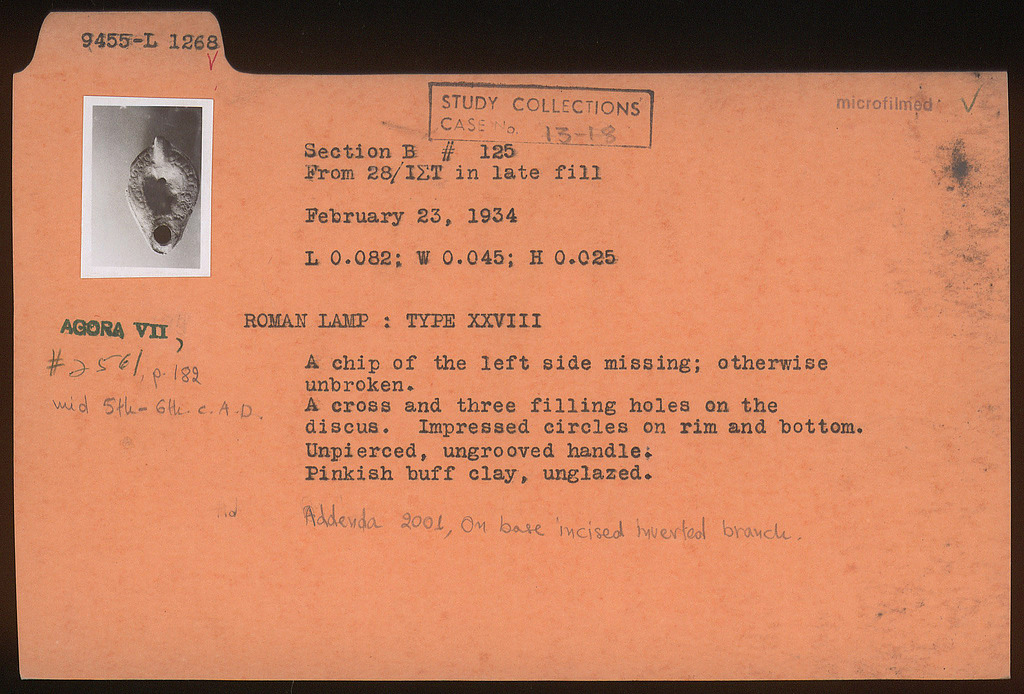 9455-L 1268
STUDY COLLECTIONS
CASE No. 13-18
microfilmed ✓
Section B # 125
From 28/ΙΣΤ in late fill
February 23, 1934
L 0.082; W 0.045; H 0.025
AGORA VII,
#2561, p. 182
mid 5th - 6th c. A.D.
ROMAN LAMP : TYPE XXVIII
A chip of the left side missing; otherwise
unbroken.
A cross and three filling holes on the
discus. Impressed circles on rim and bottom.
Unpierced, ungrooved handle.
Pinkish buff clay, unglazed.
Addenda 2001, On base incised inverted branch.